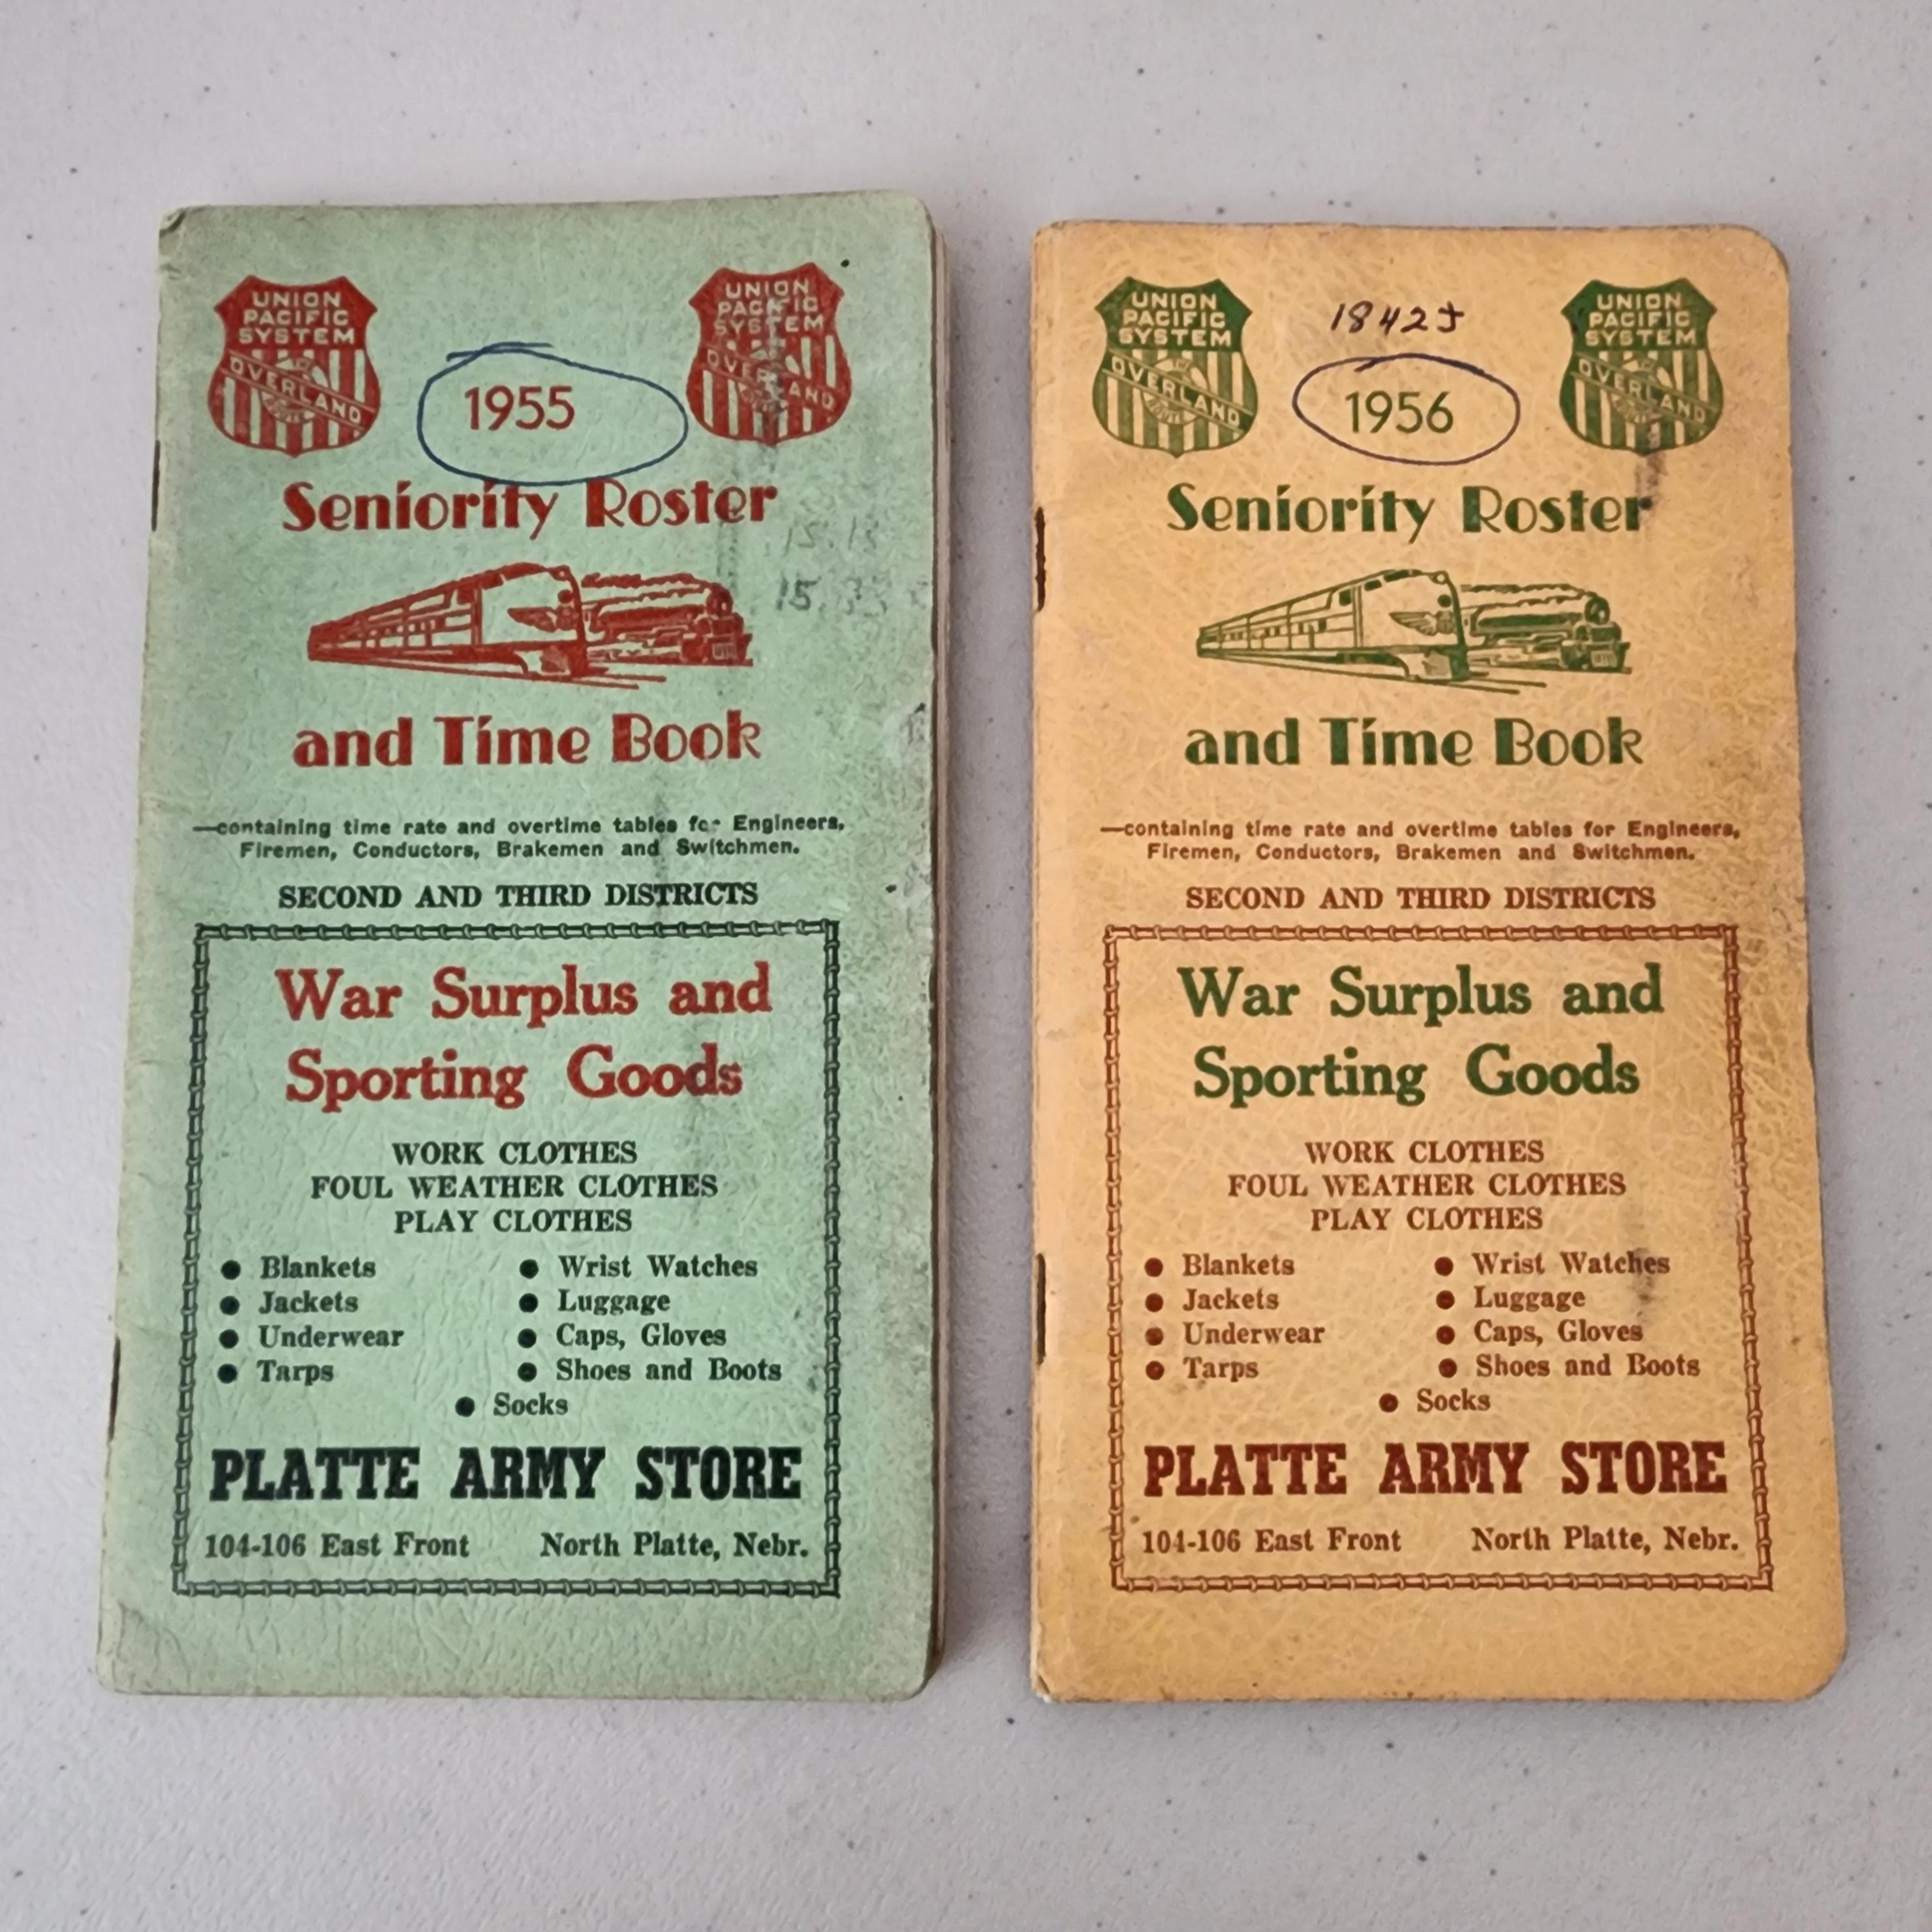 UNION
PACIFIC
SYSTEM
OVERLAND
UNION
PACIFIC
SYSTEM
OVERLAND
1955
Seniority Roster
15.
and Time Book
—containing time rate and overtime tables for Engineers,
Firemen, Conductors, Brakemen and Switchmen.
SECOND AND THIRD DISTRICTS
War Surplus and
Sporting Goods
WORK CLOTHES
FOUL WEATHER CLOTHES
PLAY CLOTHES
● Blankets ● Wrist Watches
● Jackets ● Luggage
● Underwear ● Caps, Gloves
● Tarps ● Shoes and Boots
● Socks
PLATTE ARMY STORE
104-106 East Front North Platte, Nebr.
UNION
PACIFIC
SYSTEM
OVERLAND
1842J
UNION
PACIFIC
SYSTEM
OVERLAND
1956
Seniority Roster
and Time Book
—containing time rate and overtime tables for Engineers,
Firemen, Conductors, Brakemen and Switchmen.
SECOND AND THIRD DISTRICTS
War Surplus and
Sporting Goods
WORK CLOTHES
FOUL WEATHER CLOTHES
PLAY CLOTHES
● Blankets ● Wrist Watches
● Jackets ● Luggage
● Underwear ● Caps, Gloves
● Tarps ● Shoes and Boots
● Socks
PLATTE ARMY STORE
104-106 East Front North Platte, Nebr.